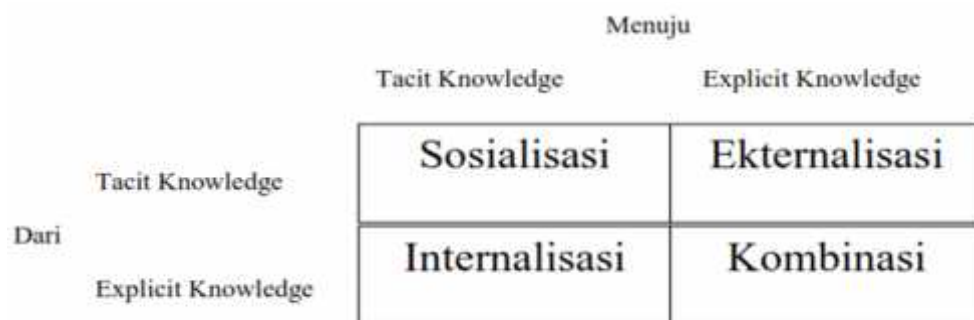 Menuju
Tacit Knowledge Explicit Knowledge
Sosialisasi Ekternalisasi
Tacit Knowledge
Dari
Internalisasi Kombinasi
Explicit Knowledge